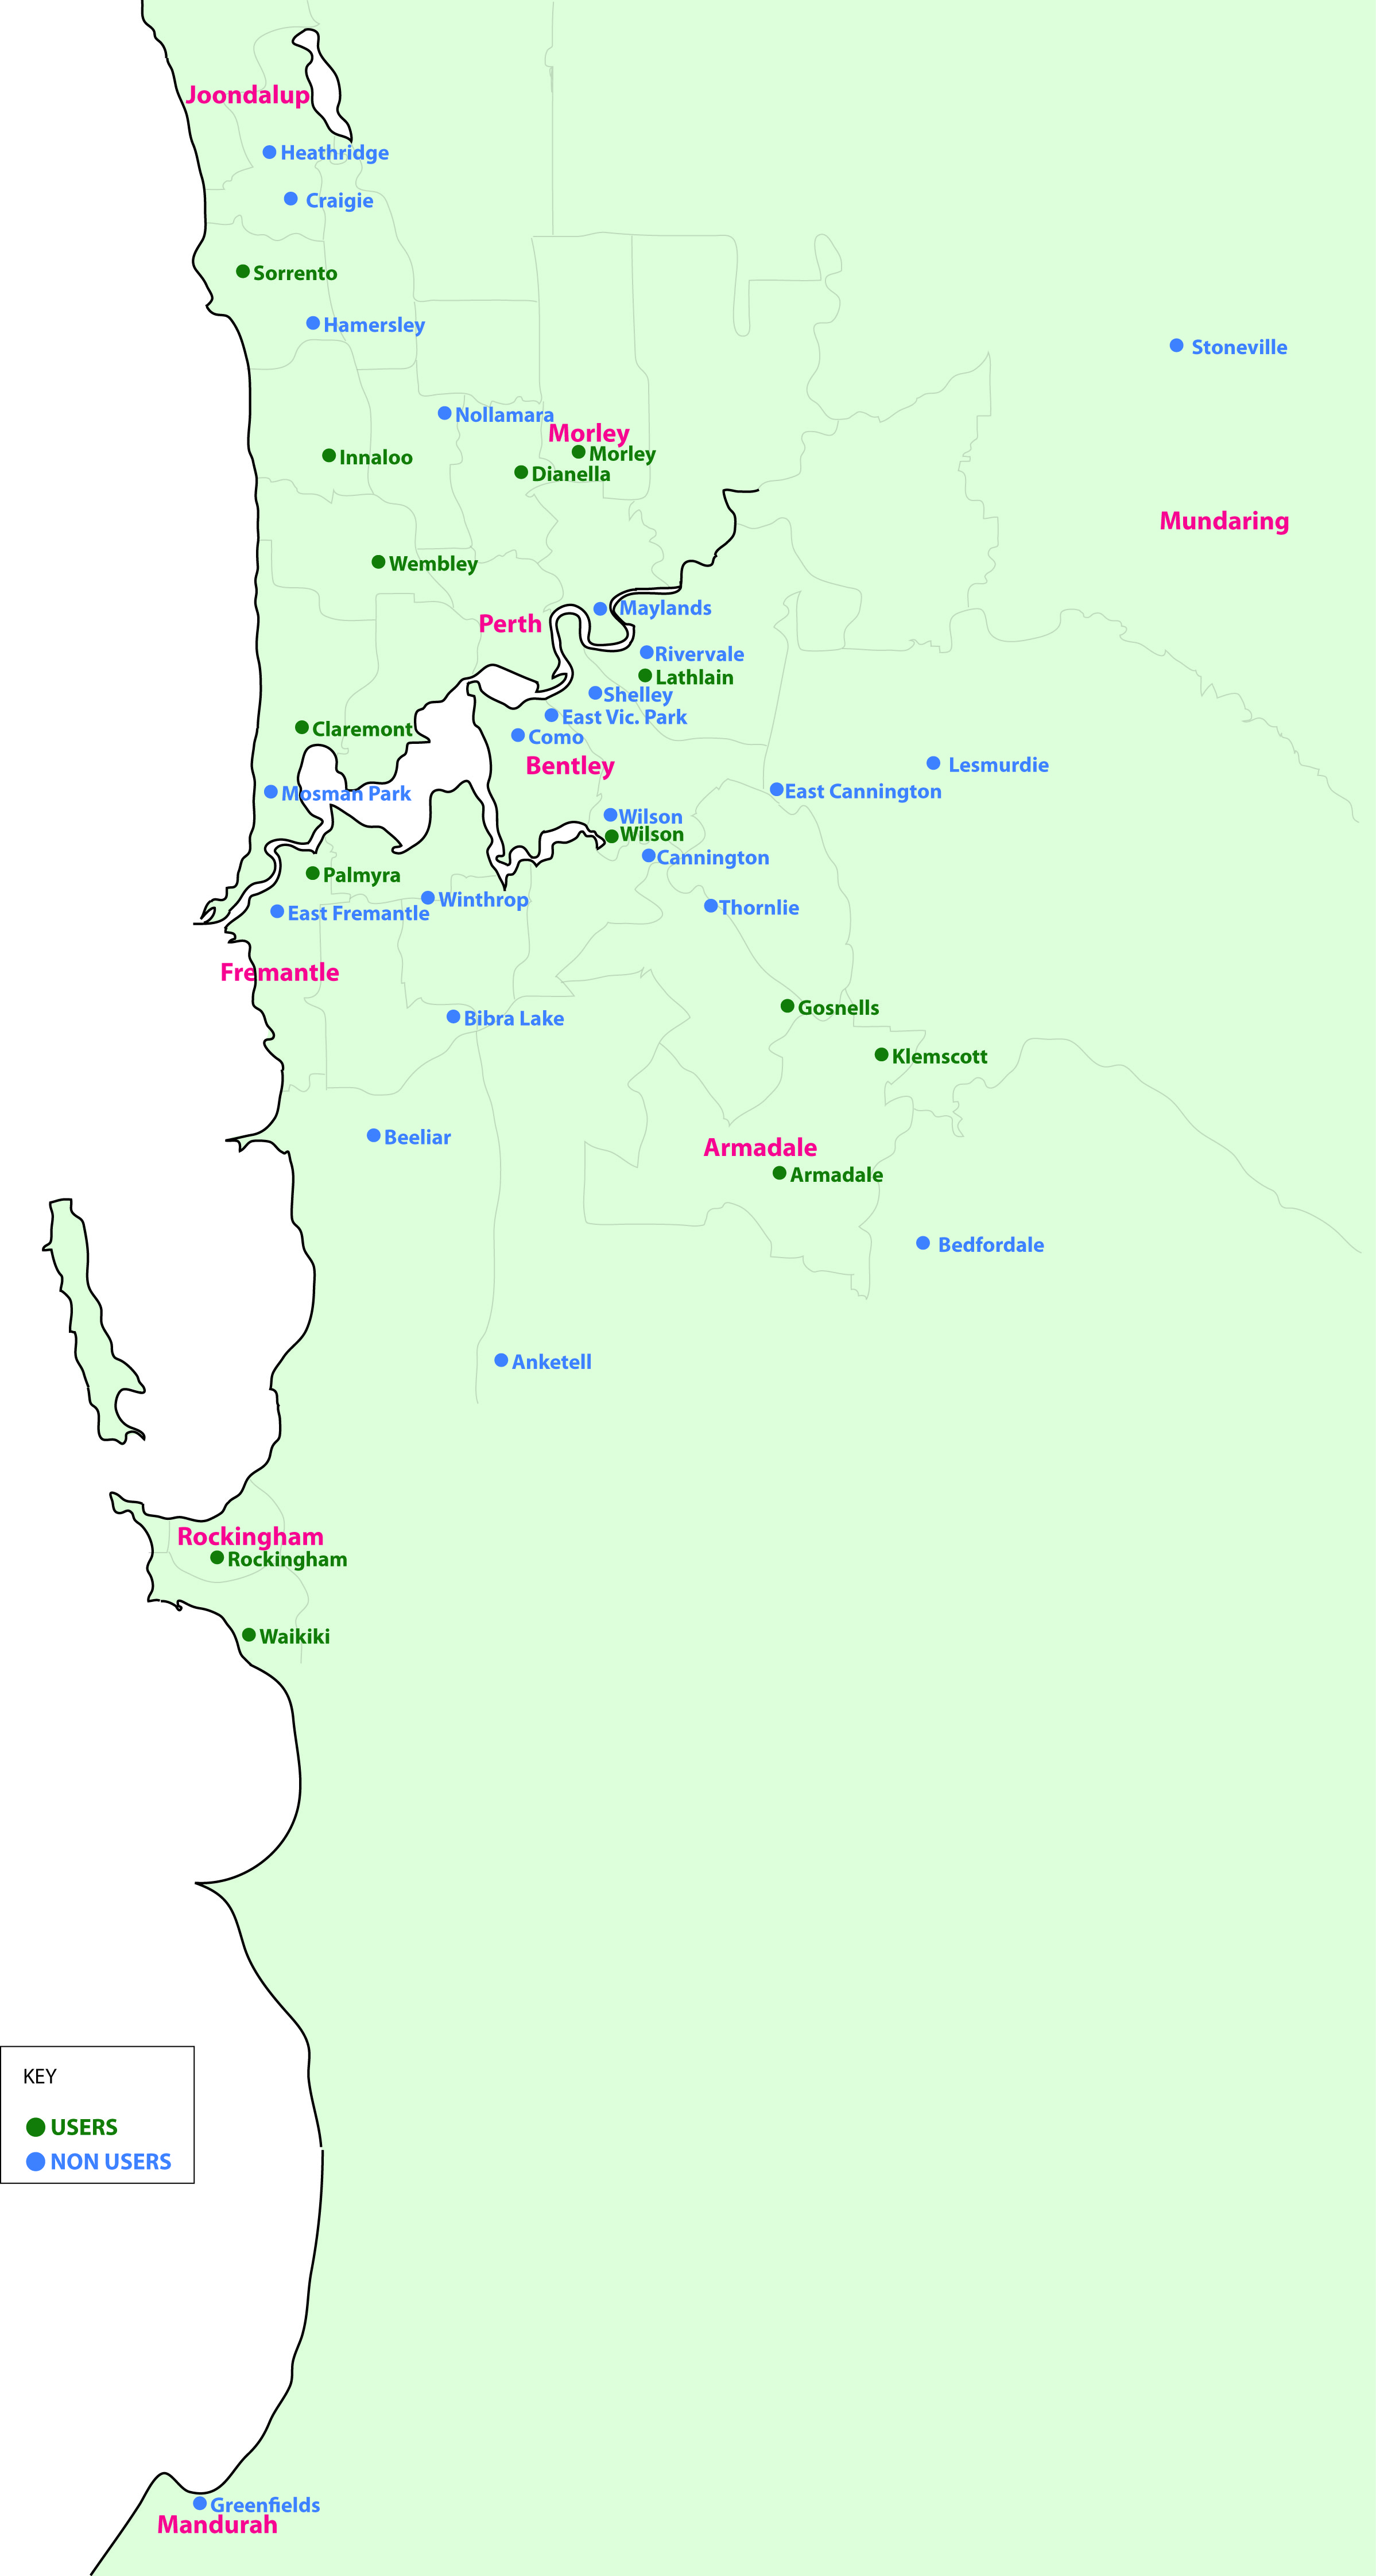 Joondalup
Heathridge
Craigie
Sorrento
Hamersley
Stoneville
Nollamara
Morley
Morley
Innaloo
Dianella
Mundaring
Wembley
Maylands
Perth
Rivervale
Lathlain
Shelley
East Vic. Park
Claremont
Como
Bentley
Lesmurdie
East Cannington
Mosman Park
Wilson
Wilson
Cannington
Palmyra
Winthrop
Thornlie
East Fremantle
Fremantle
Gosnells
Bibra Lake
Klemscott
Beeliar
Armadale
Armadale
Bedfordale
Anketell
Rockingham
Rockingham
Waikiki
KEY
USERS
NON USERS
Greenfields
Mandurah